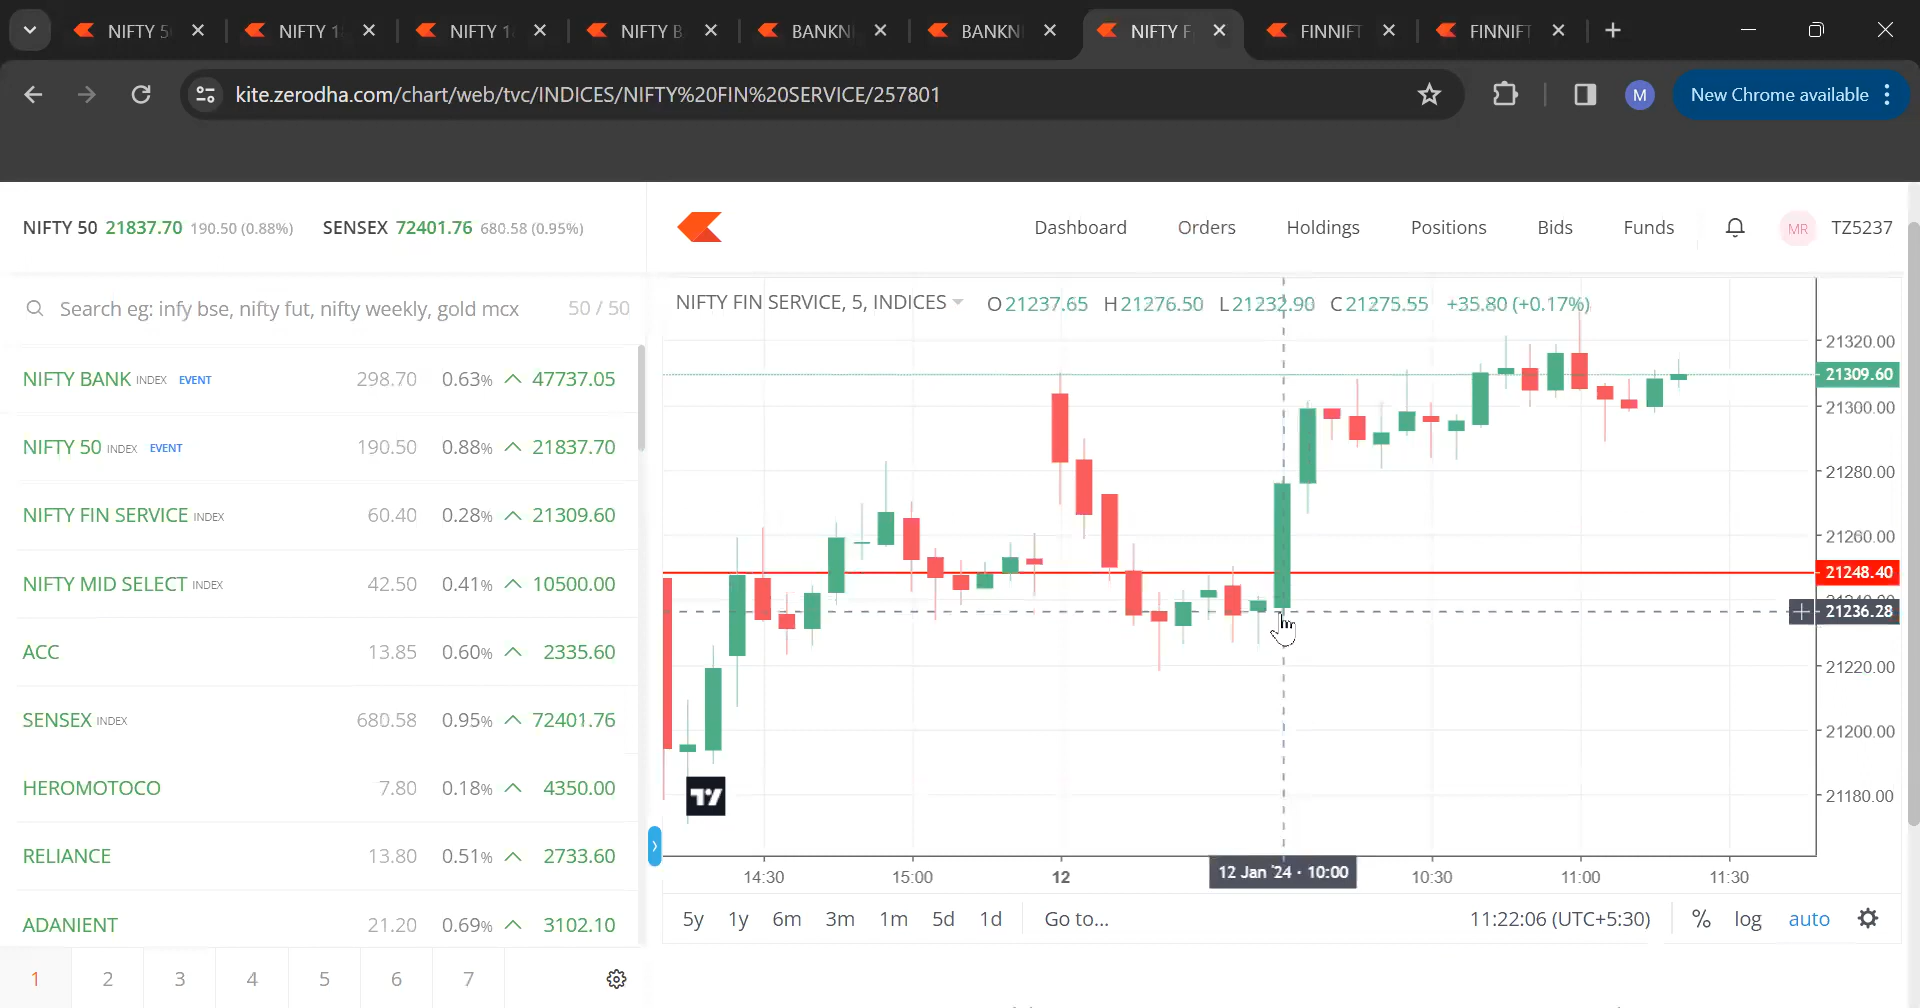 NIFTY 5
NIFTY 1
NIFTY 1
NIFTY B
BANKN
BANKN
NIFTY F
FINNIFT
FINNIFT
kite.zerodha.com/chart/web/tvc/INDICES/NIFTY%20FIN%20SERVICE/257801
M
New Chrome available
NIFTY 50 21837.70 190.50 (0.88%) SENSEX 72401.76 680.58 (0.95%)
Dashboard Orders Holdings Positions Bids Funds MR TZ5237
Search eg: infy bse, nifty fut, nifty weekly, gold mcx 50 / 50
NIFTY BANK INDEX EVENT 298.70 0.63% 47737.05
NIFTY 50 INDEX EVENT 190.50 0.88% 21837.70
NIFTY FIN SERVICE INDEX 60.40 0.28% 21309.60
NIFTY MID SELECT INDEX 42.50 0.41% 10500.00
ACC 13.85 0.60% 2335.60
SENSEX INDEX 680.58 0.95% 72401.76
HEROMOTOCO 7.80 0.18% 4350.00
RELIANCE 13.80 0.51% 2733.60
ADANIENT 21.20 0.69% 3102.10
1 2 3 4 5 6 7
NIFTY FIN SERVICE, 5, INDICES O21237.65 H21276.50 L21232.90 C21275.55 +35.80 (+0.17%)
21320.00
21309.60
21300.00
21280.00
21260.00
21248.40
21240.00
21236.28
21220.00
21200.00
21180.00
14:30 15:00 12 12 Jan '24 · 10:00 10:30 11:00 11:30
5y 1y 6m 3m 1m 5d 1d Go to... 11:22:06 (UTC+5:30) % log auto